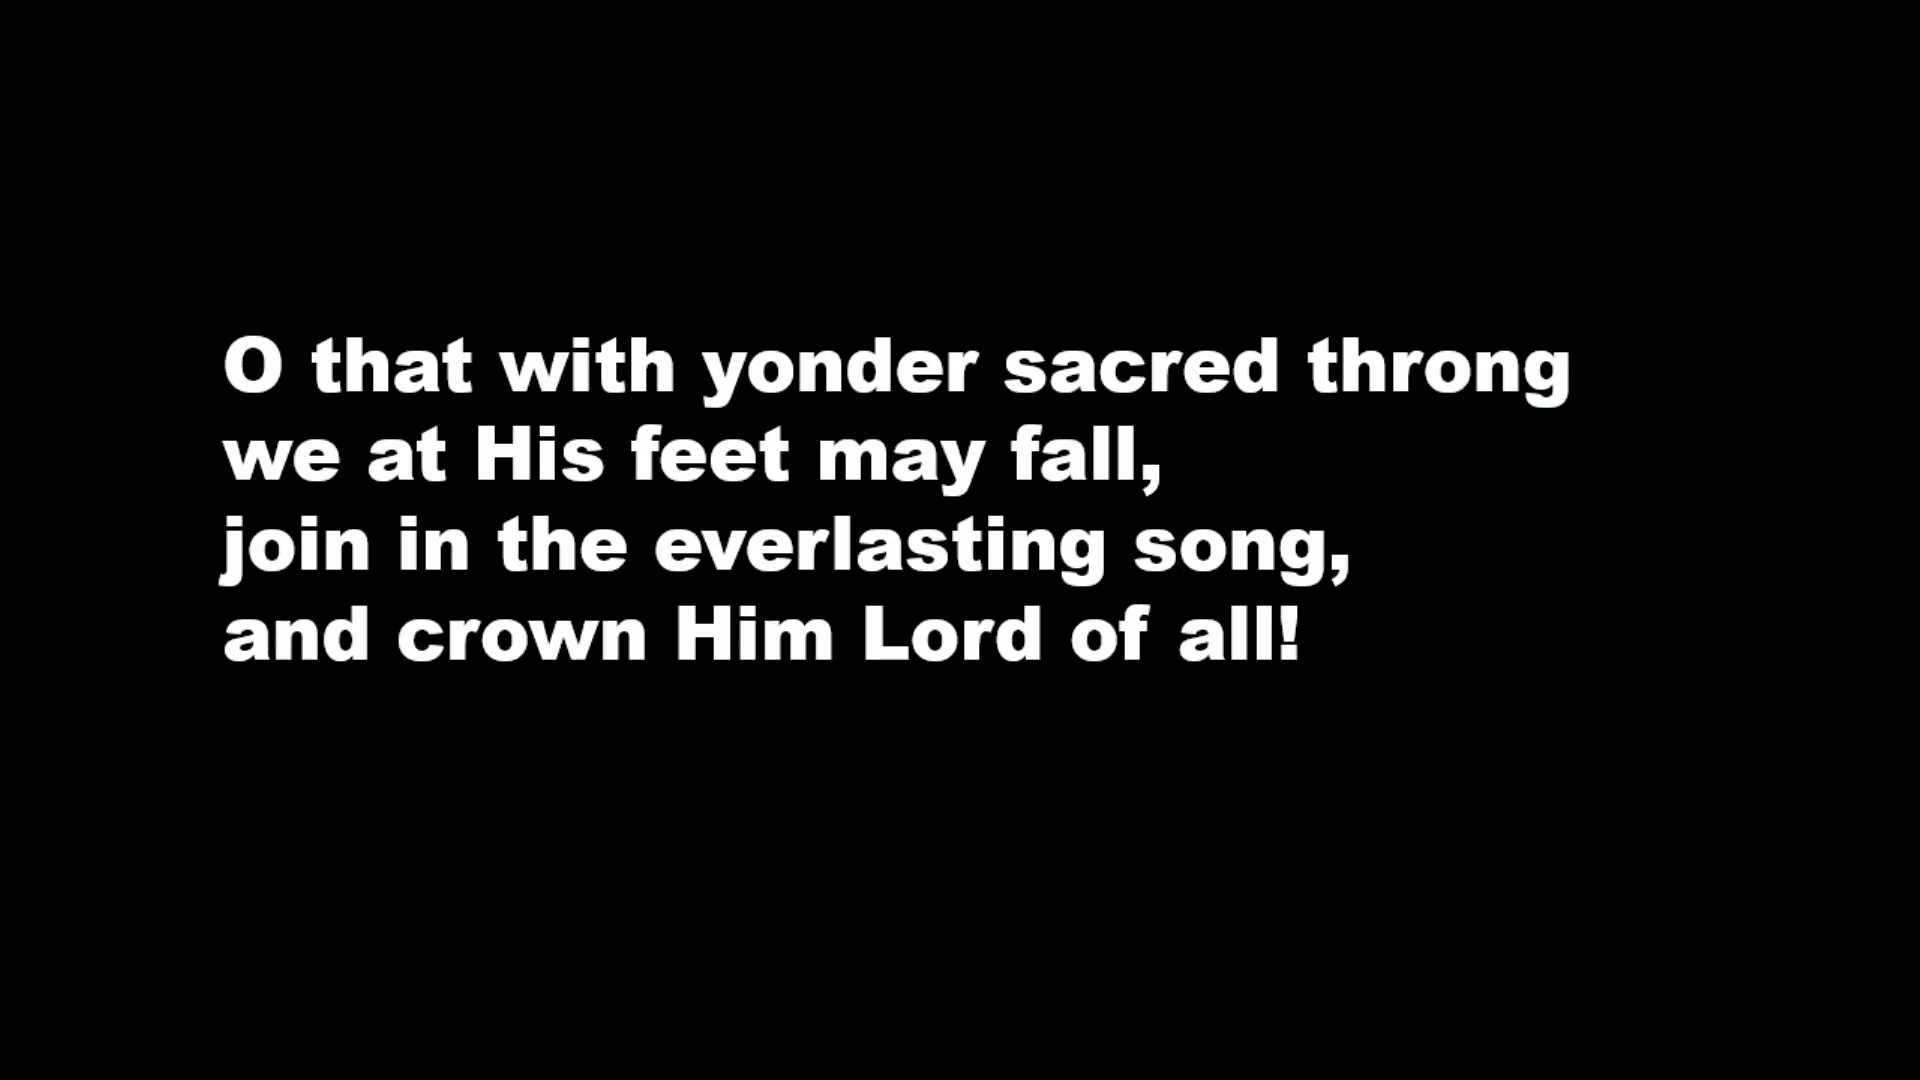 O that with yonder sacred throng
we at His feet may fall,
join in the everlasting song,
and crown Him Lord of all!